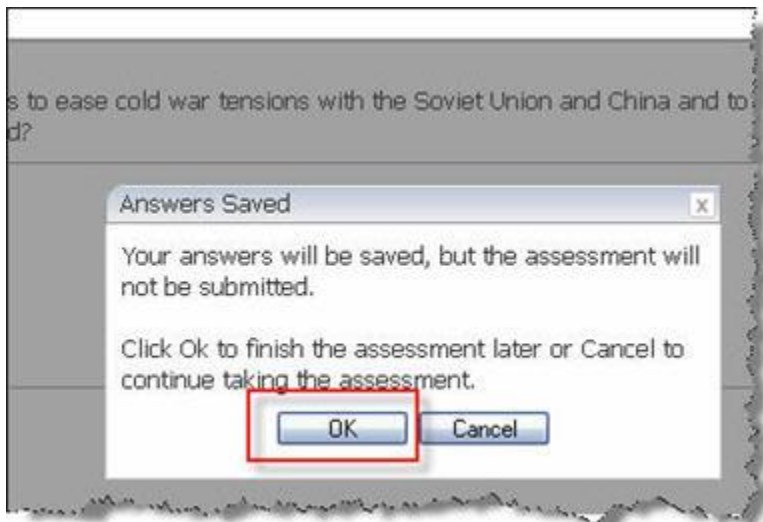 s to ease cold war tensions with the Soviet Union and China and to
d?
Answers Saved
x
Your answers will be saved, but the assessment will
not be submitted.
Click Ok to finish the assessment later or Cancel to
continue taking the assessment.
OK Cancel